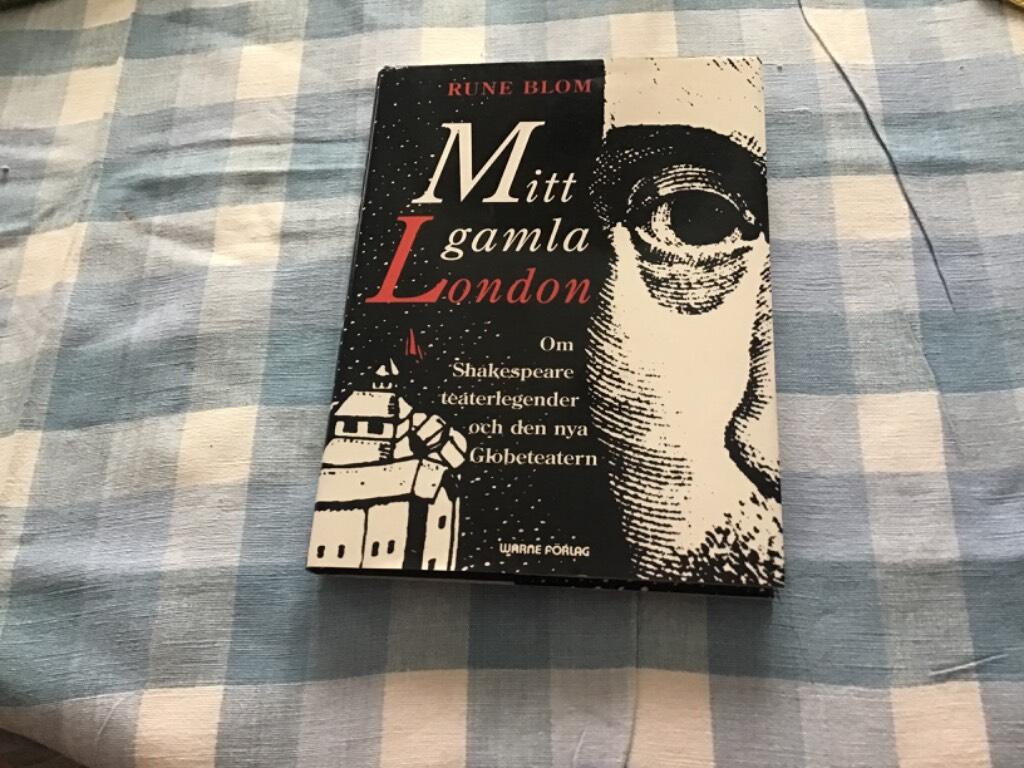 RUNE BLOM
Mitt
gamla
London
Om
Shakespeare
teaterlegender
och den nya
Globeteatern
WARNE FÖRLAG